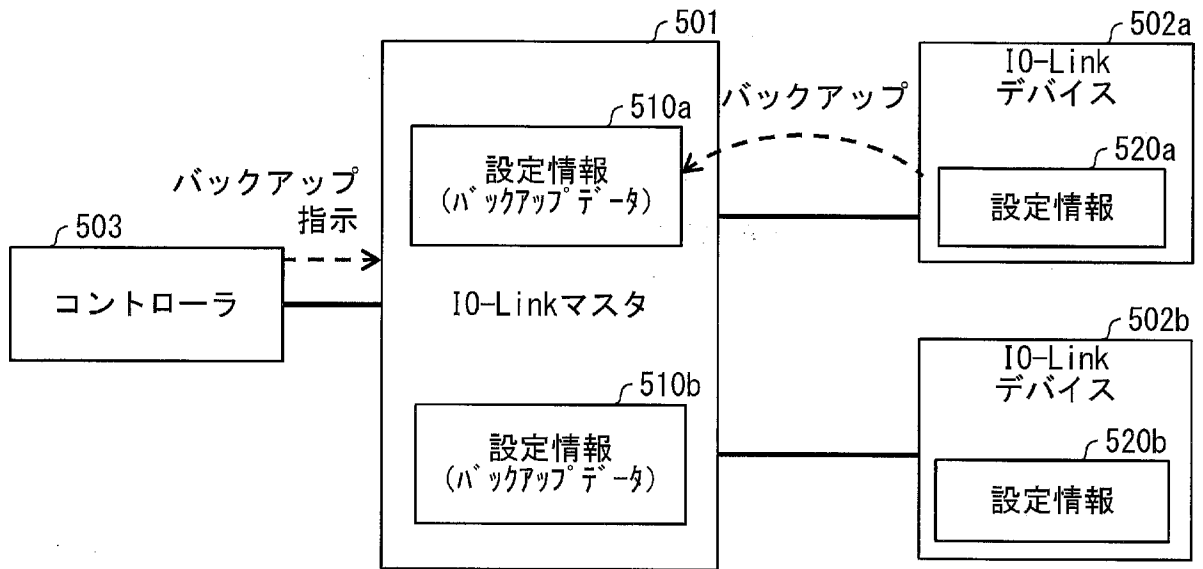 501
502a
IO-Link
デバイス
バックアップ
510a
520a
設定情報
(バックアップデータ)
設定情報
バックアップ
指示
503
コントローラ
IO-Linkマスタ
502b
IO-Link
デバイス
510b
520b
設定情報
(バックアップデータ)
設定情報